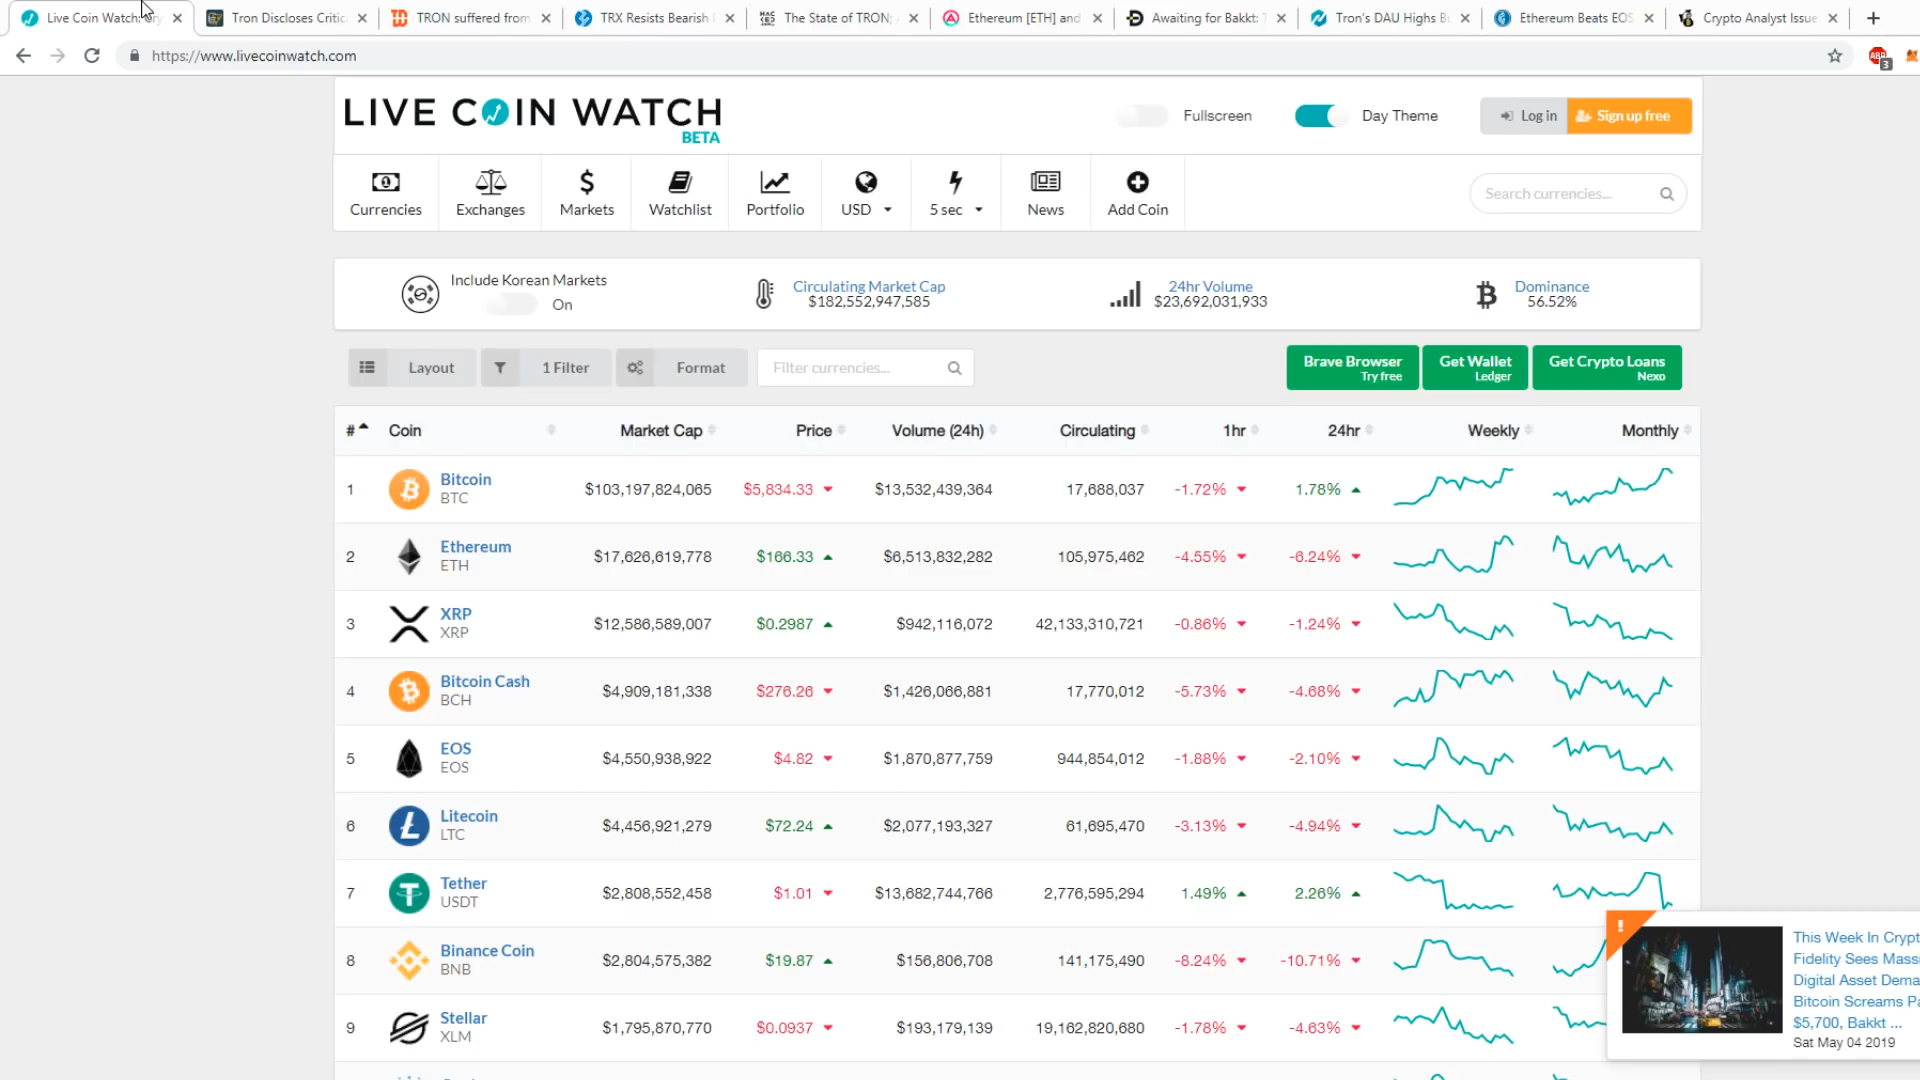 Live Coin Watch: Cry
Tron Discloses Critic
TRON suffered from
TRX Resists Bearish
The State of TRON;
Ethereum [ETH] and
Awaiting for Bakkt:
Tron's DAU Highs B
Ethereum Beats EOS
Crypto Analyst Issue
https://www.livecoinwatch.com
ABP
3
LIVE COIN WATCH
BETA
Fullscreen
Day Theme
Log in
Sign up free
Currencies
Exchanges
Markets
Watchlist
Portfolio
USD
5 sec
News
Add Coin
Search currencies...
Include Korean Markets
On
Circulating Market Cap
$182,552,947,585
24hr Volume
$23,692,031,933
Dominance
56.52%
Layout
1 Filter
Format
Filter currencies...
Brave Browser
Try free
Get Wallet
Ledger
Get Crypto Loans
Nexo
# Coin Market Cap Price Volume (24h) Circulating 1hr 24hr Weekly Monthly
1 Bitcoin BTC $103,197,824,065 $5,834.33 $13,532,439,364 17,688,037 -1.72% 1.78%
2 Ethereum ETH $17,626,619,778 $166.33 $6,513,832,282 105,975,462 -4.55% -6.24%
3 XRP XRP $12,586,589,007 $0.2987 $942,116,072 42,133,310,721 -0.86% -1.24%
4 Bitcoin Cash BCH $4,909,181,338 $276.26 $1,426,066,881 17,770,012 -5.73% -4.68%
5 EOS EOS $4,550,938,922 $4.82 $1,870,877,759 944,854,012 -1.88% -2.10%
6 Litecoin LTC $4,456,921,279 $72.24 $2,077,193,327 61,695,470 -3.13% -4.94%
7 Tether USDT $2,808,552,458 $1.01 $13,682,744,766 2,776,595,294 1.49% 2.26%
8 Binance Coin BNB $2,804,575,382 $19.87 $156,806,708 141,175,490 -8.24% -10.71%
9 Stellar XLM $1,795,870,770 $0.0937 $193,179,139 19,162,820,680 -1.78% -4.63%
This Week In Crypt
Fidelity Sees Mass
Digital Asset Dema
Bitcoin Screams Pa
$5,700, Bakkt ...
Sat May 04 2019